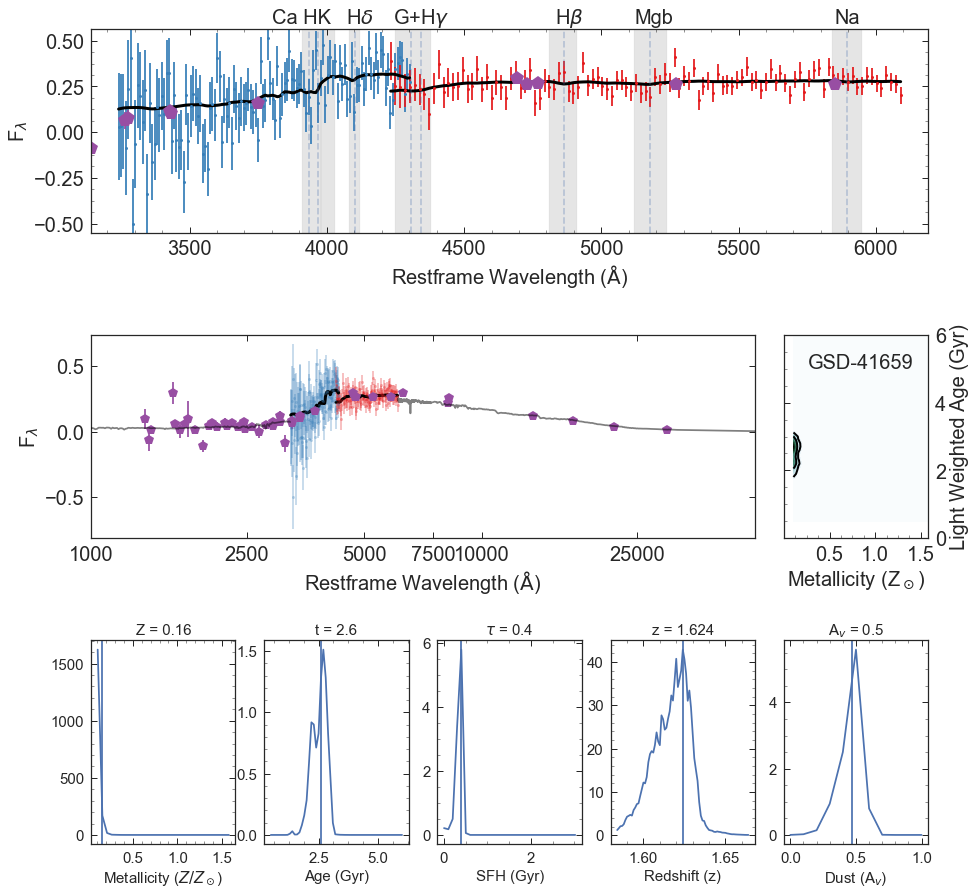 Ca HK Hδ G+Hγ Hβ Mgb Na
0.50
0.25
0.00
−0.25
−0.50
F_λ
3500 4000 4500 5000 5500 6000
Restframe Wavelength (Å)
0.5
0.0
−0.5
F_λ
1000 2500 5000 7500 10000 25000
Restframe Wavelength (Å)
GSD-41659
6
4
2
0
Light Weighted Age (Gyr)
0.5 1.0 1.5
Metallicity (Z_⊙)
Z = 0.16
1500
1000
500
0
0.5 1.0 1.5
Metallicity (Z/Z_⊙)
t = 2.6
1.5
1.0
0.5
0.0
2.5 5.0
Age (Gyr)
τ = 0.4
6
4
2
0
0 2
SFH (Gyr)
z = 1.624
40
30
20
10
0
1.60 1.65
Redshift (z)
A_v = 0.5
4
2
0
0.0 0.5 1.0
Dust (A_v)